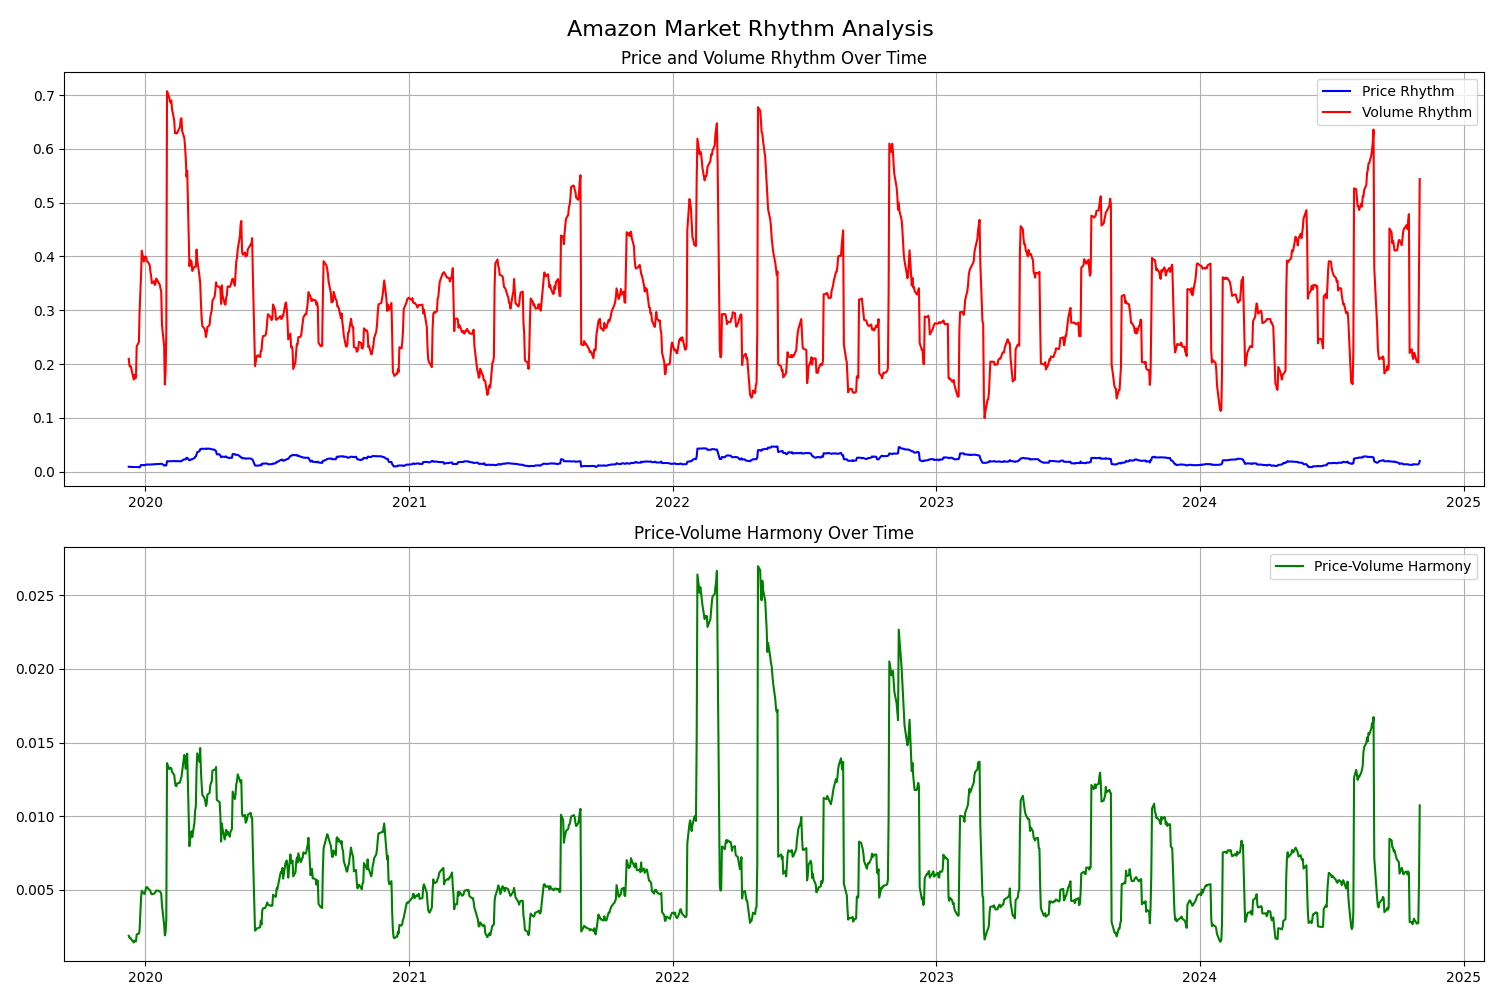 Amazon Market Rhythm Analysis
Price and Volume Rhythm Over Time
Price Rhythm
Volume Rhythm
0.7
0.6
0.5
0.4
0.3
0.2
0.1
0.0
2020 2021 2022 2023 2024 2025
Price-Volume Harmony Over Time
Price-Volume Harmony
0.025
0.020
0.015
0.010
0.005
2020 2021 2022 2023 2024 2025